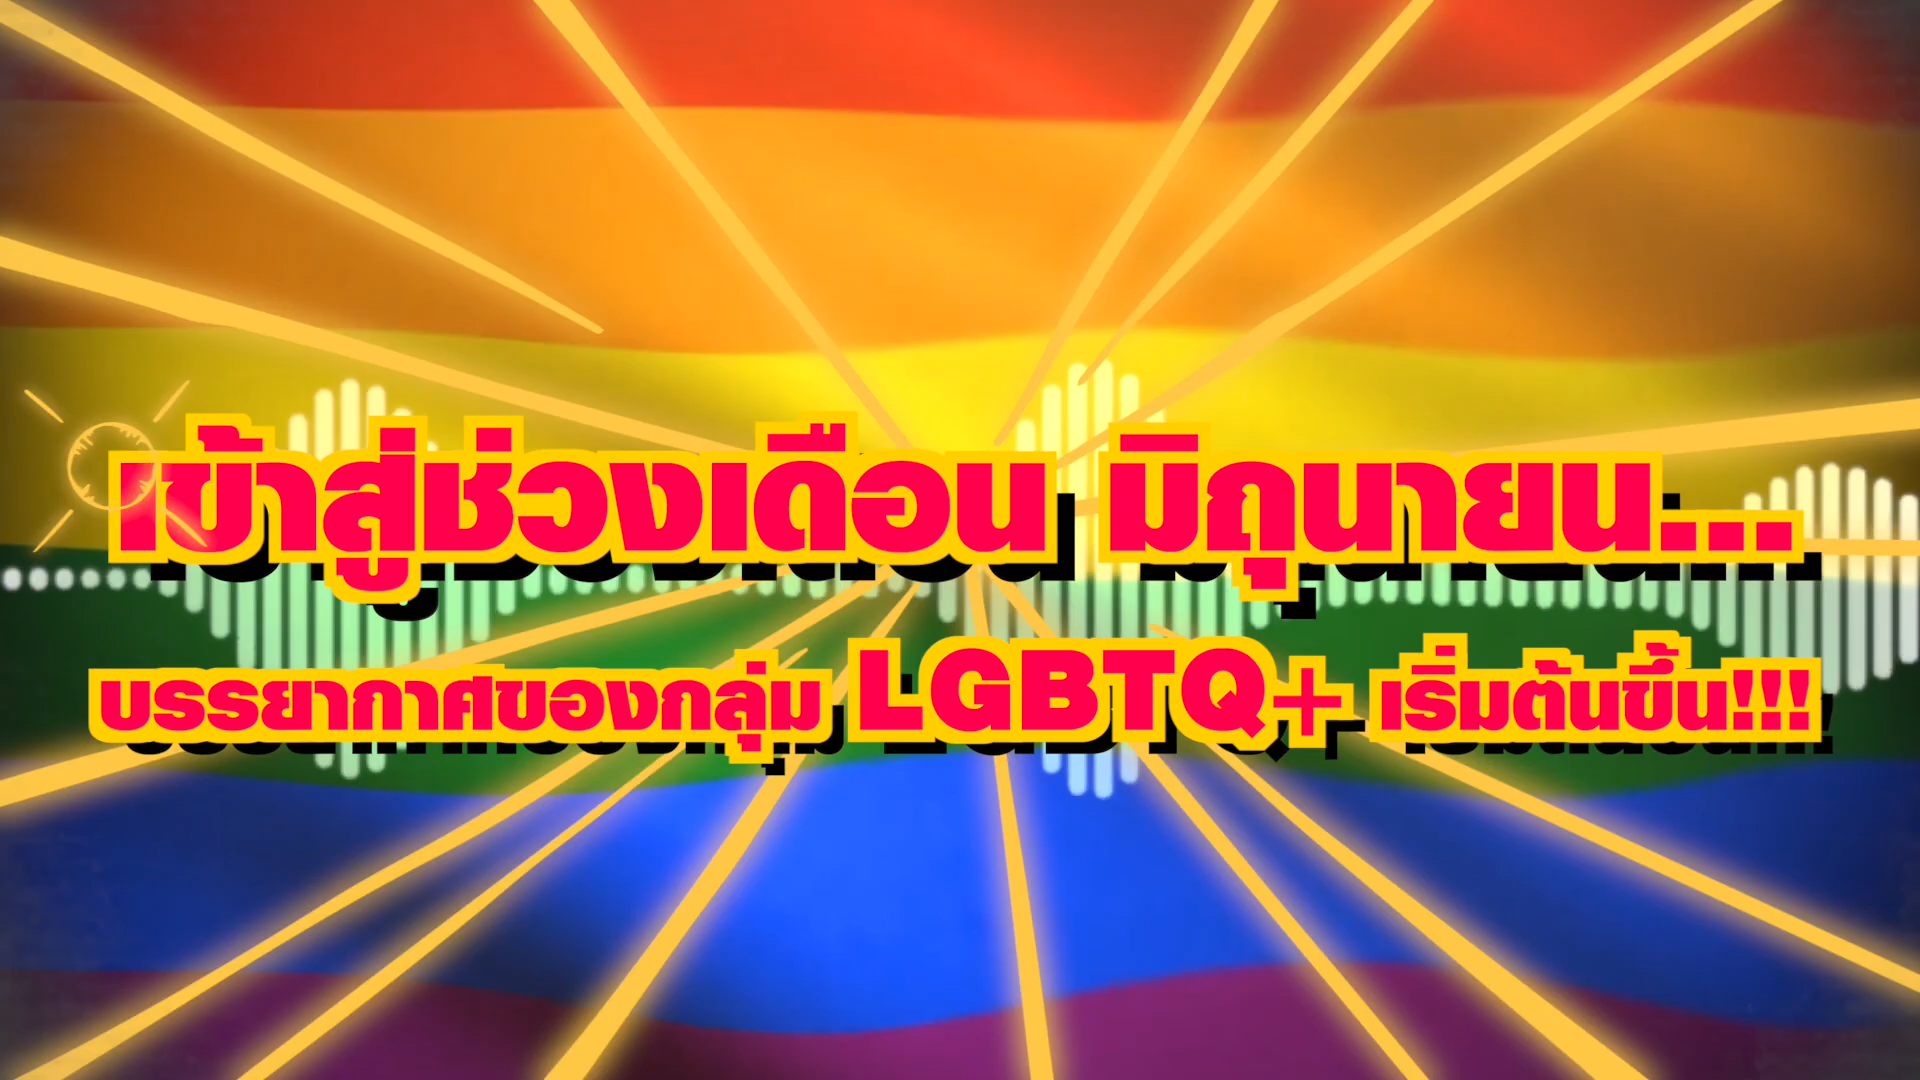 เข้าสู่ช่วงเดือน มิถุนายน...
บรรยากาศของกลุ่ม LGBTQ+ เริ่มต้นขึ้น!!!